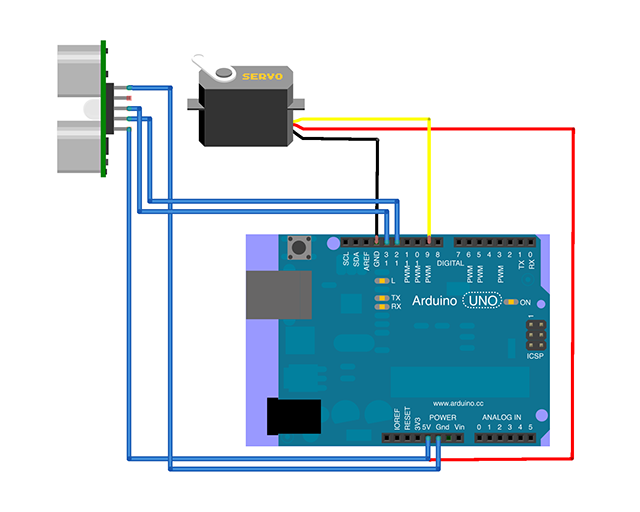 SERVO
SCL
SDA
AREF
GND
13
12
PWM 11
PWM 10
PWM 9
8
DIGITAL
7
PWM 6
PWM 5
4
PWM 3
2
TX 1
RX 0
L
TX
RX
Arduino UNO
ON
1
ICSP
www.arduino.cc
POWER
ANALOG IN
IOREF
RESET
3V3
5V
Gnd
Vin
0 1 2 3 4 5